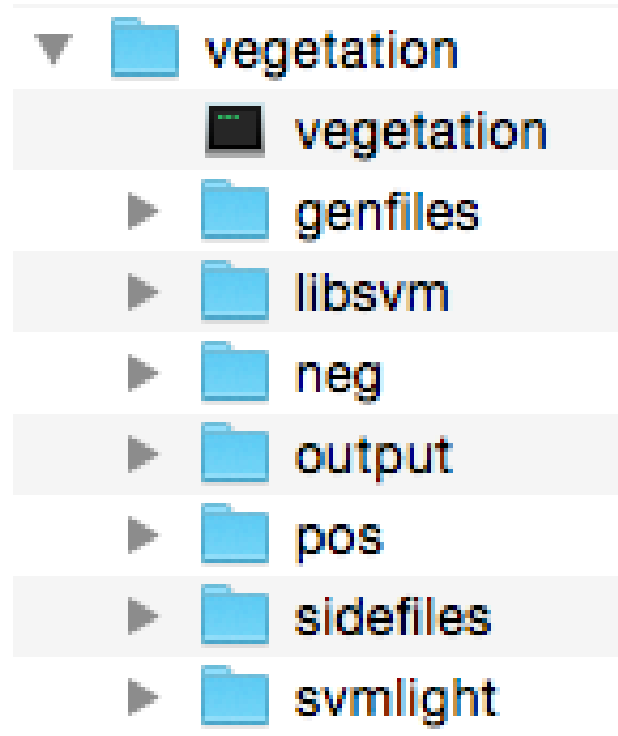 vegetation
vegetation
genfiles
libsvm
neg
output
pos
sidefiles
svmlight